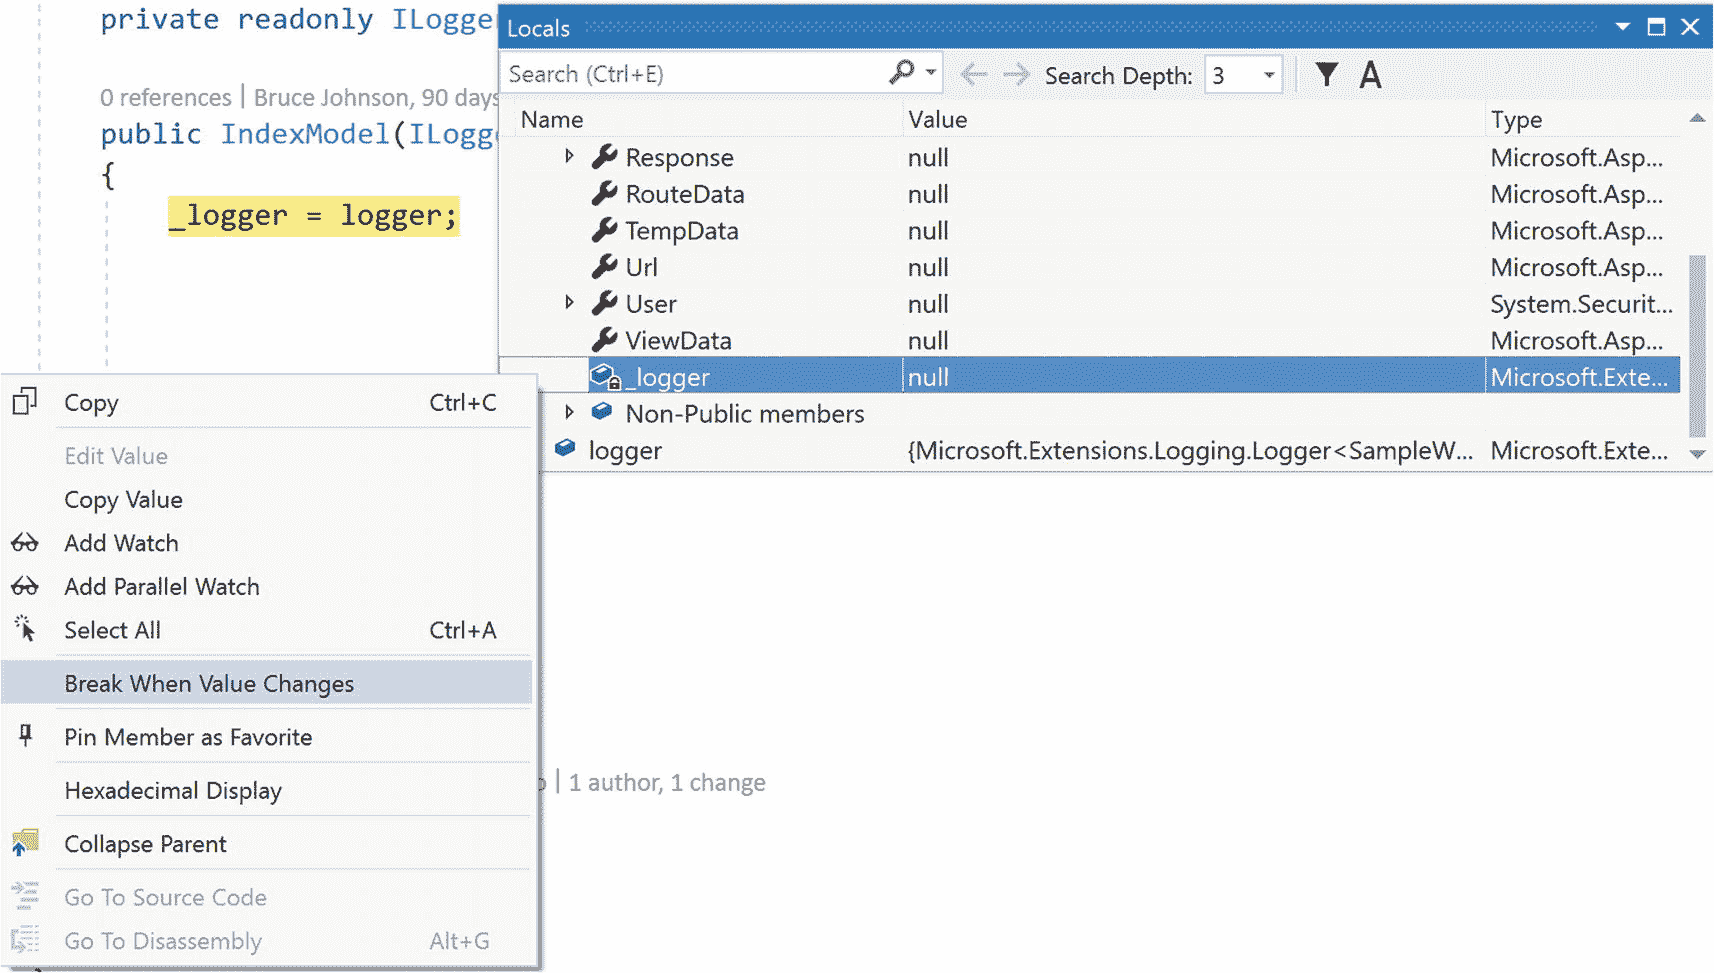 private readonly ILogger
0 references | Bruce Johnson, 90 days
public IndexModel(ILogg
{
_logger = logger;
Locals
Search (Ctrl+E)
Search Depth: 3
A
Name Value Type
Response null Microsoft.Asp...
RouteData null Microsoft.Asp...
TempData null Microsoft.Asp...
Url null Microsoft.Asp...
User null System.Securit...
ViewData null Microsoft.Asp...
_logger null Microsoft.Exte...
Non-Public members
logger {Microsoft.Extensions.Logging.Logger<SampleW... Microsoft.Exte...
Copy Ctrl+C
Edit Value
Copy Value
Add Watch
Add Parallel Watch
Select All Ctrl+A
Break When Value Changes
Pin Member as Favorite
Hexadecimal Display
Collapse Parent
Go To Source Code
Go To Disassembly Alt+G
| 1 author, 1 change